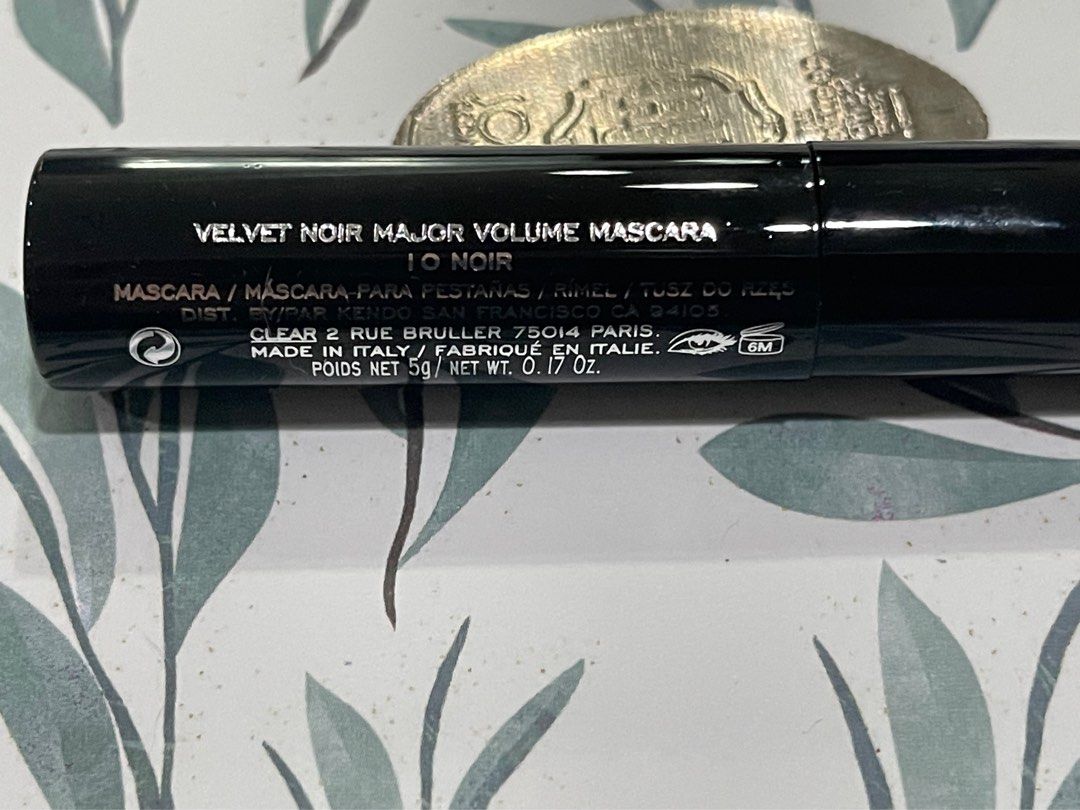 VELVET NOIR MAJOR VOLUME MASCARA
10 NOIR
MASCARA / MÁSCARA PARA PESTAÑAS / RÍMEL / TUSZ DO RZĘS
DIST. BY/PAR KENDO SAN FRANCISCO CA 94105.
CLEAR 2 RUE BRULLER 75014 PARIS.
MADE IN ITALY / FABRIQUÉ EN ITALIE.
6M
POIDS NET 5g/ NET WT. 0.17 Oz.